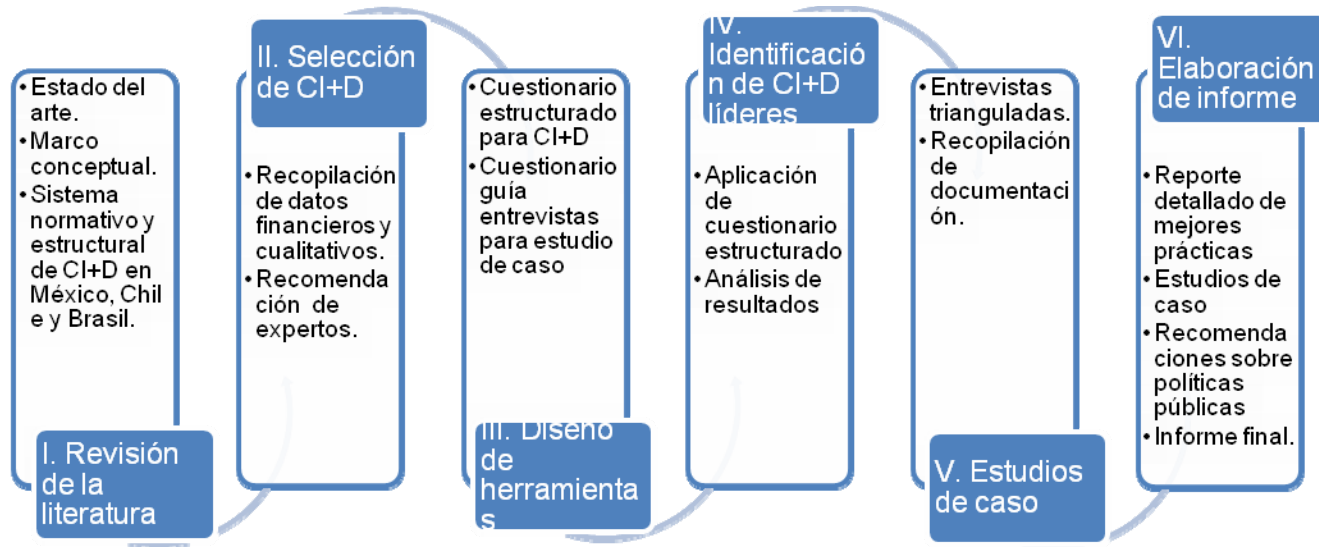 • Estado del
arte.
• Marco
conceptual.
• Sistema
normativo y
estructural
de CI+D en
México, Chil
e y Brasil.
I. Revisión
de la
literatura
II. Selección
de CI+D
• Recopilación
de datos
financieros y
cualitativos.
• Recomenda
ción de
expertos.
• Cuestionario
estructurado
para CI+D
• Cuestionario
guía
entrevistas
para estudio
de caso
III. Diseño
de
herramienta
s
IV.
Identificació
n de CI+D
líderes
• Aplicación
de
cuestionario
estructurado
• Análisis de
resultados
• Entrevistas
trianguladas.
• Recopilación
de
documentaci
ón.
V. Estudios
de caso
VI.
Elaboración
de informe
• Reporte
detallado de
mejores
prácticas
• Estudios de
caso
• Recomenda
ciones sobre
políticas
públicas
• Informe final.